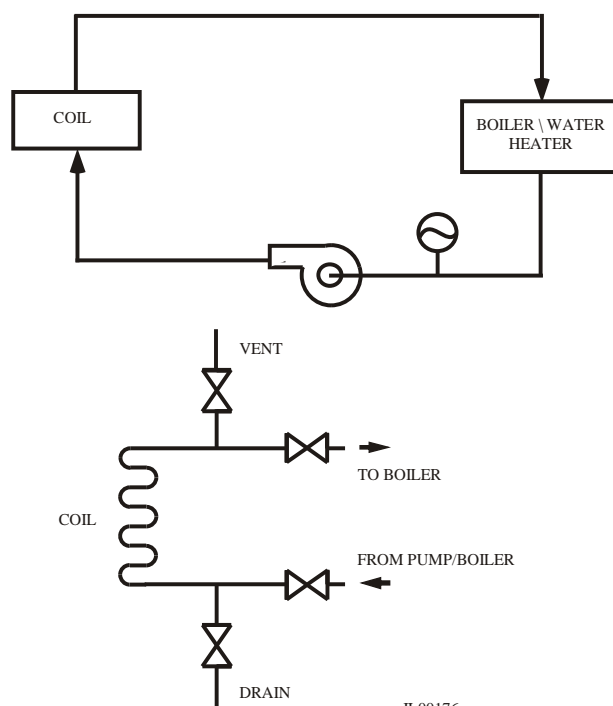 COIL
BOILER \ WATER
HEATER
VENT
TO BOILER
COIL
FROM PUMP/BOILER
DRAIN